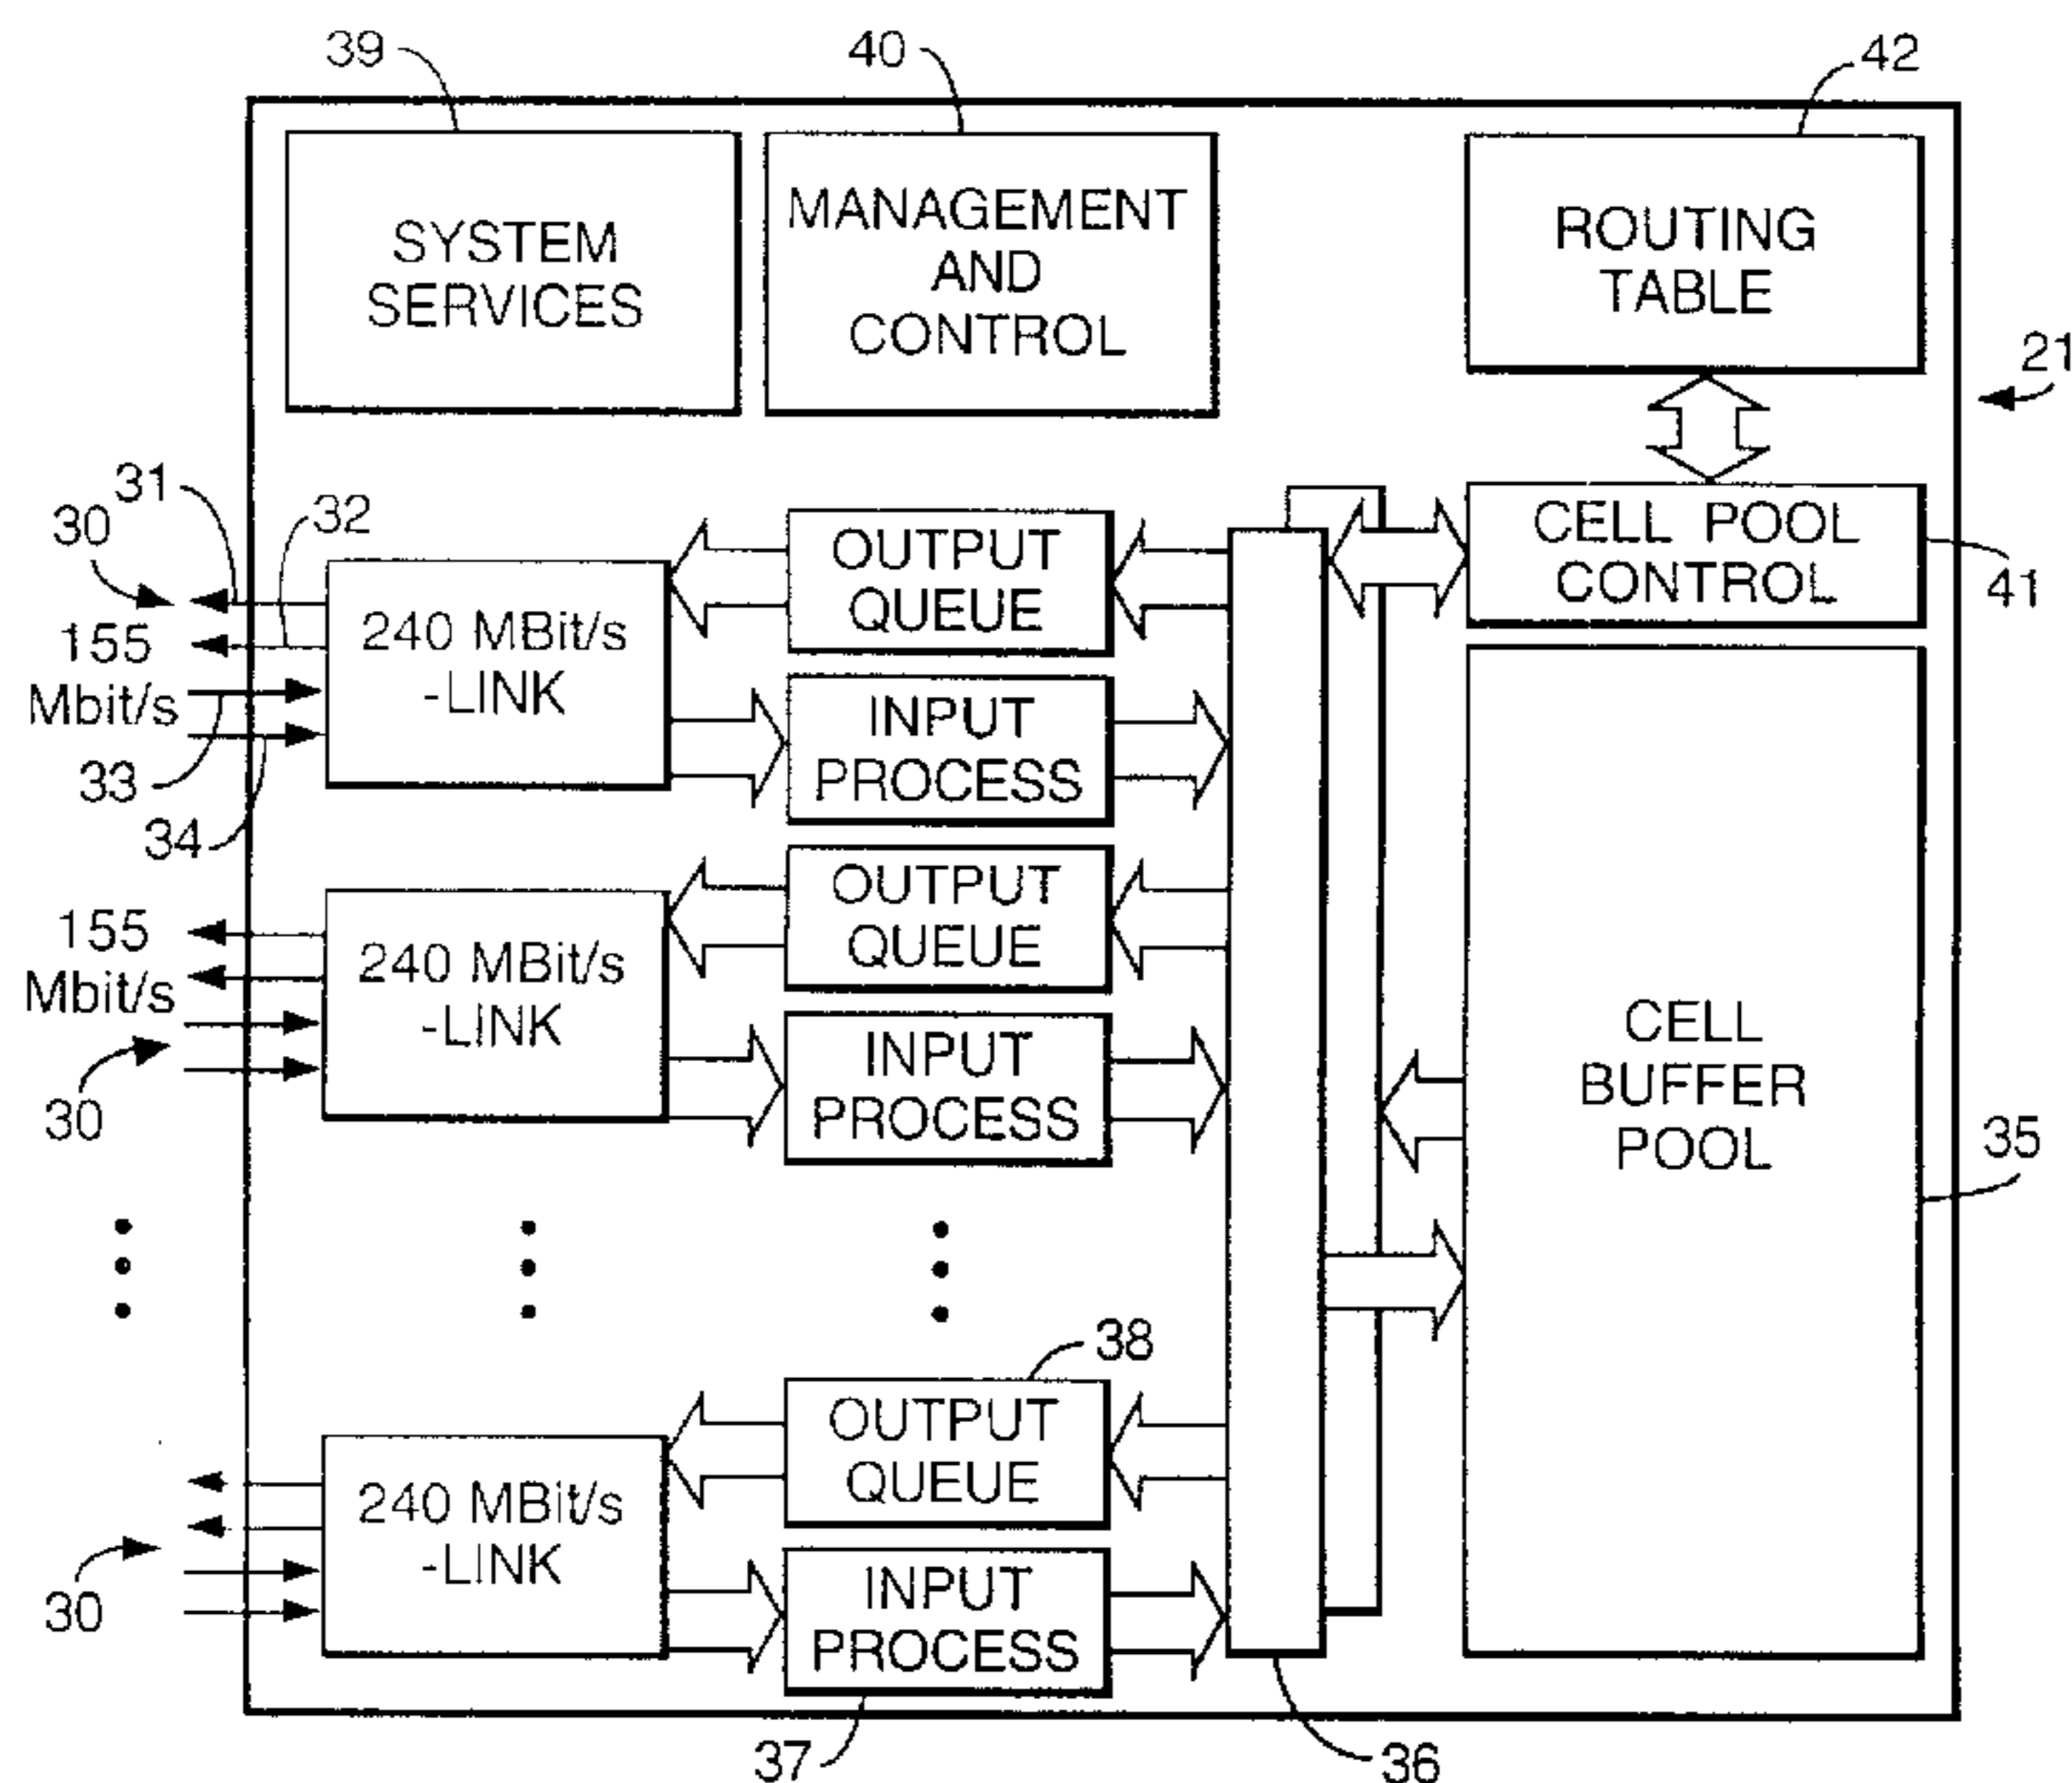 39
40
42
SYSTEM
SERVICES
MANAGEMENT
AND
CONTROL
ROUTING
TABLE
21
31
32
30
155
Mbit/s
33
34
240 MBit/s
-LINK
OUTPUT
QUEUE
INPUT
PROCESS
CELL POOL
CONTROL
41
155
Mbit/s
30
240 MBit/s
-LINK
OUTPUT
QUEUE
INPUT
PROCESS
CELL
BUFFER
POOL
35
38
30
240 MBit/s
-LINK
OUTPUT
QUEUE
INPUT
PROCESS
37
36